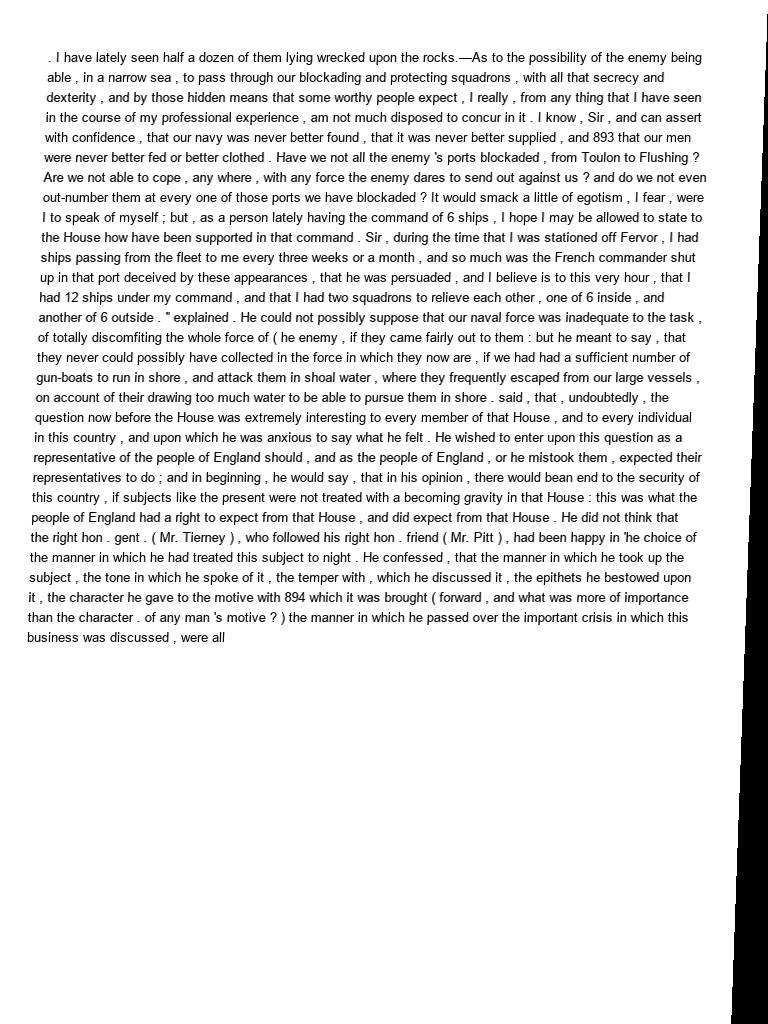 . I have lately seen half a dozen of them lying wrecked upon the rocks.—As to the possibility of the enemy being
able , in a narrow sea , to pass through our blockading and protecting squadrons , with all that secrecy and
dexterity , and by those hidden means that some worthy people expect , I really , from any thing that I have seen
in the course of my professional experience , am not much disposed to concur in it . I know , Sir , and can assert
with confidence , that our navy was never better found , that it was never better supplied , and 893 that our men
were never better fed or better clothed . Have we not all the enemy 's ports blockaded , from Toulon to Flushing ?
Are we not able to cope , any where , with any force the enemy dares to send out against us ? and do we not even
out-number them at every one of those ports we have blockaded ? It would smack a little of egotism , I fear , were
I to speak of myself ; but , as a person lately having the command of 6 ships , I hope I may be allowed to state to
the House how have been supported in that command . Sir , during the time that I was stationed off Fervor , I had
ships passing from the fleet to me every three weeks or a month , and so much was the French commander shut
up in that port deceived by these appearances , that he was persuaded , and I believe is to this very hour , that I
had 12 ships under my command , and that I had two squadrons to relieve each other , one of 6 inside , and
another of 6 outside . " explained . He could not possibly suppose that our naval force was inadequate to the task ,
of totally discomfiting the whole force of ( he enemy , if they came fairly out to them : but he meant to say , that
they never could possibly have collected in the force in which they now are , if we had had a sufficient number of
gun-boats to run in shore , and attack them in shoal water , where they frequently escaped from our large vessels ,
on account of their drawing too much water to be able to pursue them in shore . said , that , undoubtedly , the
question now before the House was extremely interesting to every member of that House , and to every individual
in this country , and upon which he was anxious to say what he felt . He wished to enter upon this question as a
representative of the people of England should , and as the people of England , or he mistook them , expected their
representatives to do ; and in beginning , he would say , that in his opinion , there would bean end to the security of
this country , if subjects like the present were not treated with a becoming gravity in that House : this was what the
people of England had a right to expect from that House , and did expect from that House . He did not think that
the right hon . gent . ( Mr. Tierney ) , who followed his right hon . friend ( Mr. Pitt ) , had been happy in 'he choice of
the manner in which he had treated this subject to night . He confessed , that the manner in which he took up the
subject , the tone in which he spoke of it , the temper with , which he discussed it , the epithets he bestowed upon
it , the character he gave to the motive with 894 which it was brought ( forward , and what was more of importance
than the character . of any man 's motive ? ) the manner in which he passed over the important crisis in which this
business was discussed , were all